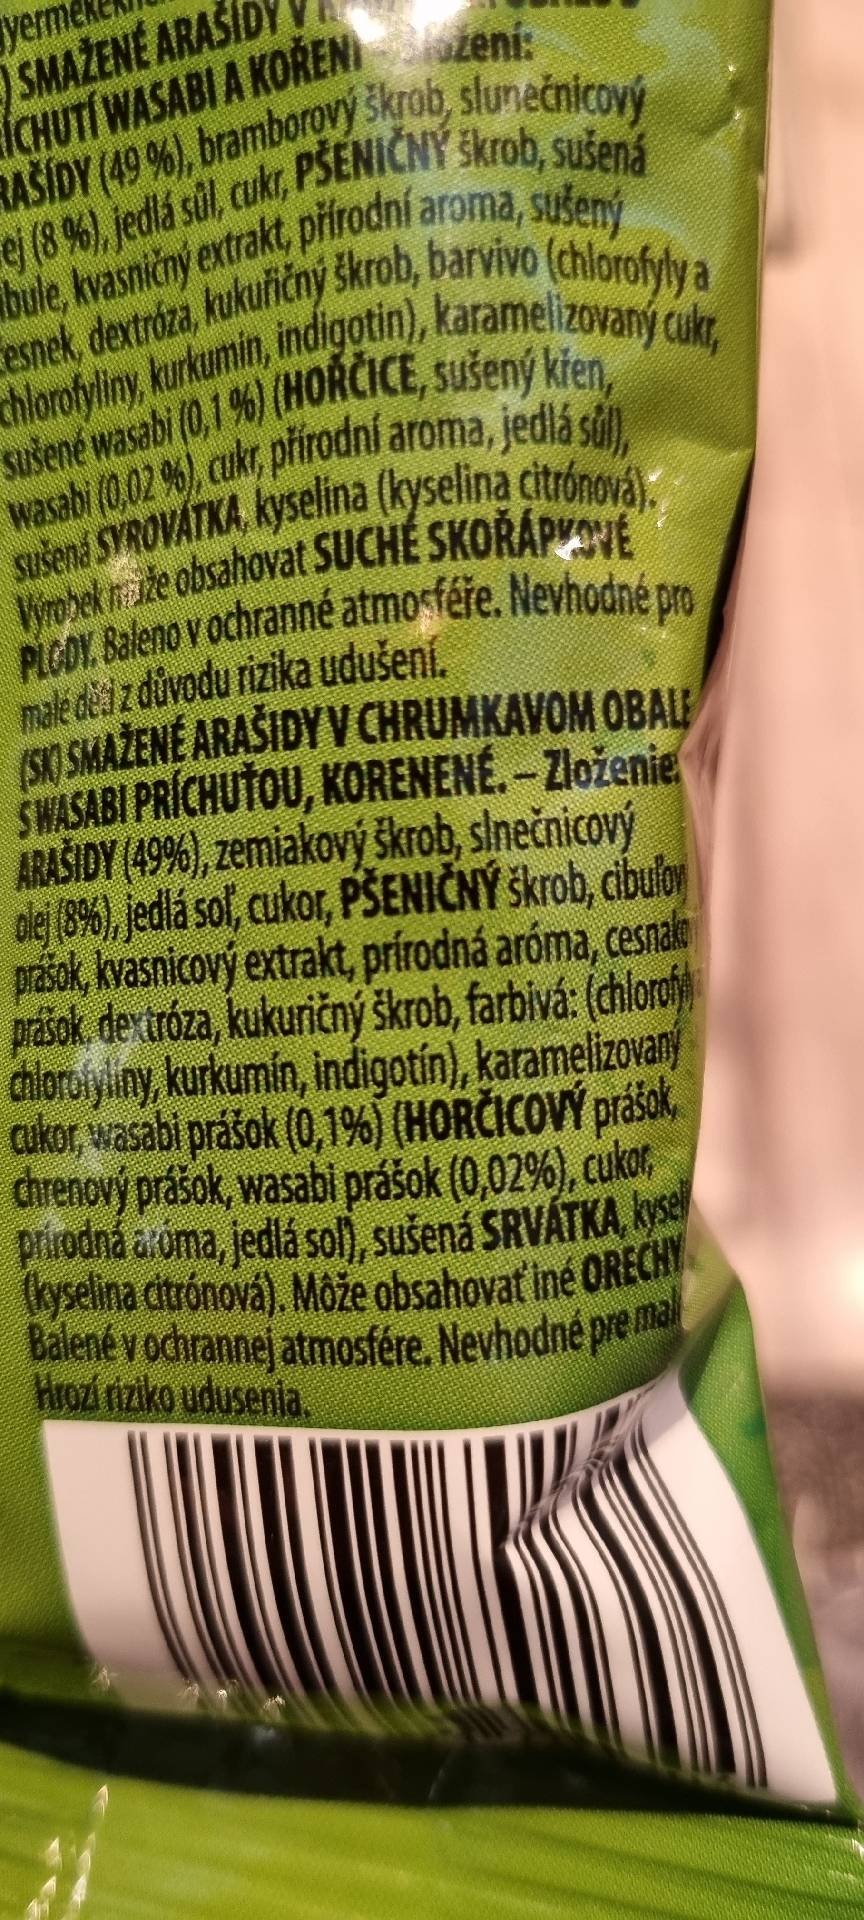 ) SMAŽENÉ ARAŠÍDY V
ÍCHUTÍ WASABI A KOŘENÍ
RAŠÍDY (49 %), bramborový škrob, slunečnicový
ej (8 %), jedlá sůl, cukr, PŠENIČNÝ škrob, sušená
ibule, kvasničný extrakt, přírodní aroma, sušený
česnek, dextróza, kukuřičný škrob, barvivo (chlorofyly a
chlorofyliny, kurkumin, indigotin), karamelizovaný cukr,
sušené wasabi (0,1 %) (HOŘČICE, sušený křen,
wasabi (0,02 %), cukr, přírodní aroma, jedlá sůl),
sušená SYROVÁTKA, kyselina (kyselina citrónová).
Výrobek může obsahovat SUCHÉ SKOŘÁPKOVÉ
PLODY. Baleno v ochranné atmosféře. Nevhodné pro
malé děti z důvodu rizika udušení.
(SK) SMAŽENÉ ARAŠIDY V CHRUMKAVOM OBALE
S WASABI PRÍCHUŤOU, KORENENÉ. – Zloženie:
ARAŠIDY (49%), zemiakový škrob, slnečnicový
olej (8%), jedlá soľ, cukor, PŠENIČNÝ škrob, cibuľový
prášok, kvasnicový extrakt, prírodná aróma, cesnako
prášok, dextróza, kukuričný škrob, farbivá: (chlorofyly
chlorofylíny, kurkumín, indigotín), karamelizovaný
cukor, wasabi prášok (0,1%) (HORČICOVÝ prášok,
chrenový prášok, wasabi prášok (0,02%), cukor,
prírodná aróma, jedlá soľ), sušená SRVÁTKA, kysel
(kyselina citrónová). Môže obsahovať iné ORECHY
Balené v ochrannej atmosfére. Nevhodné pre mal
Hrozí riziko udusenia.